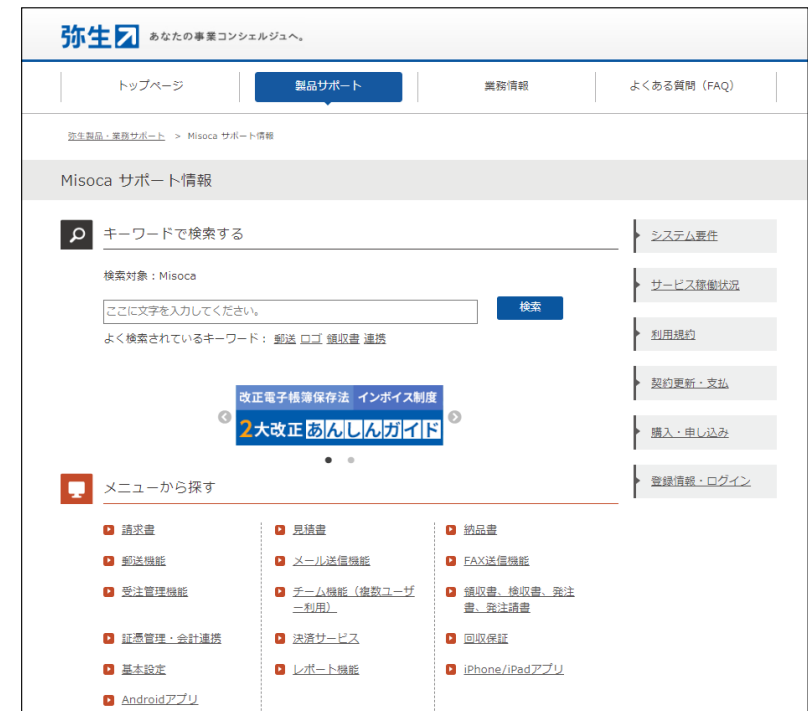 弥生 あなたの事業コンシェルジュへ。
トップページ 製品サポート 業務情報 よくある質問（FAQ）
弥生製品・業務サポート > Misoca サポート情報
Misoca サポート情報
キーワードで検索する
検索対象：Misoca
ここに文字を入力してください。 検索
よく検索されているキーワード： 郵送 ロゴ 領収書 連携
改正電子帳簿保存法 インボイス制度
2大改正あんしんガイド
メニューから探す
請求書 見積書 納品書
郵送機能 メール送信機能 FAX送信機能
受注管理機能 チーム機能（複数ユーザ 領収書、検収書、発注
ー利用） 書、発注請書
証憑管理・会計連携 決済サービス 回収保証
基本設定 レポート機能 iPhone/iPadアプリ
Androidアプリ
システム要件
サービス稼働状況
利用規約
契約更新・支払
購入・申し込み
登録情報・ログイン